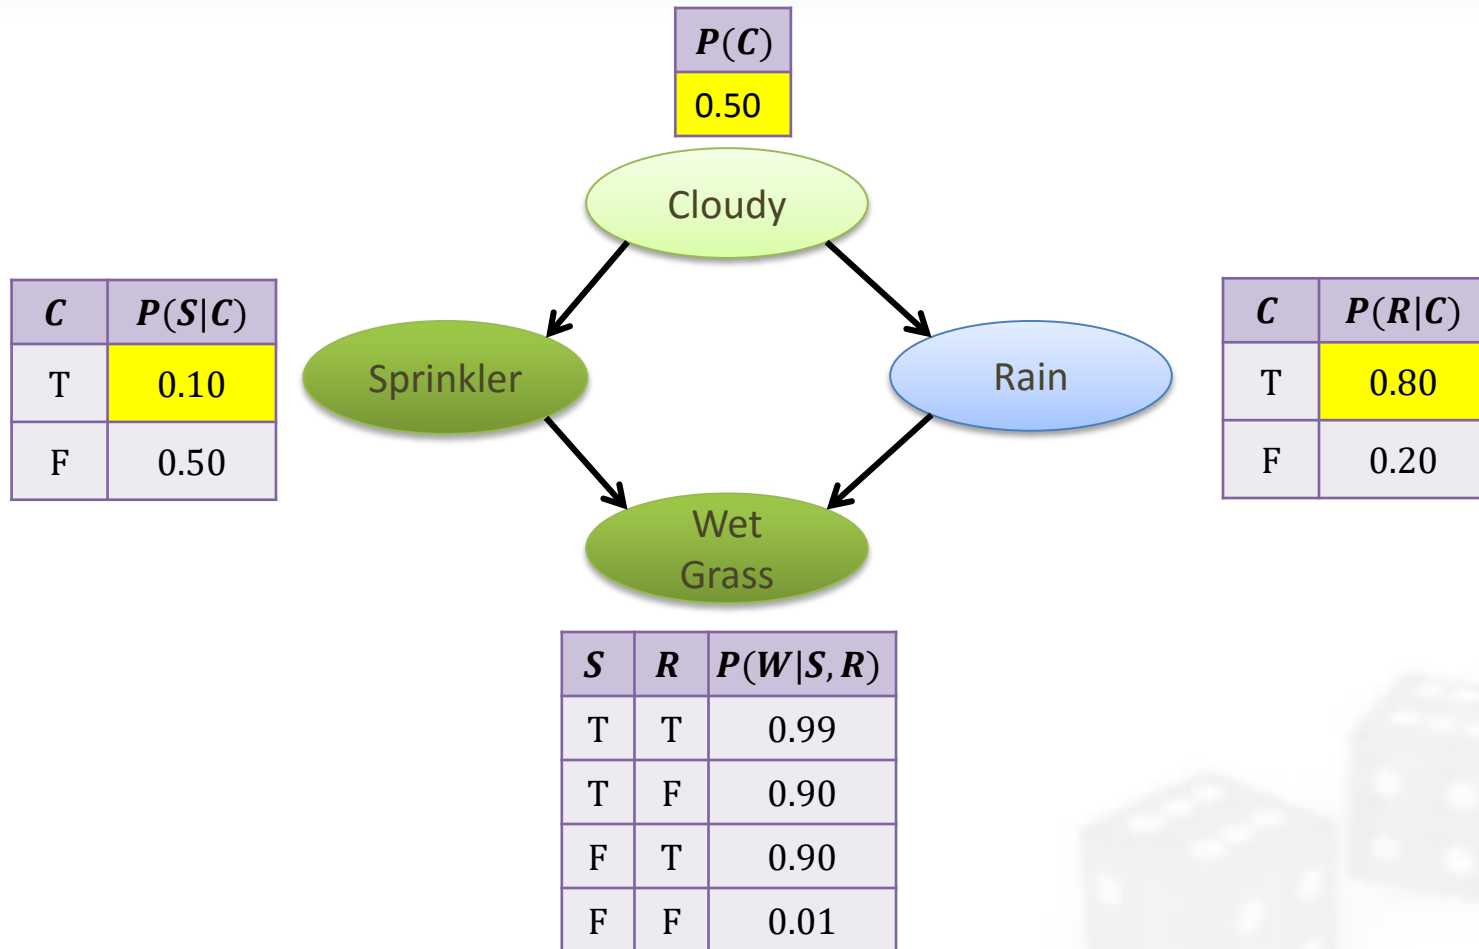 P(C)
0.50
Cloudy
C P(S|C)
T 0.10
F 0.50
Sprinkler
Rain
C P(R|C)
T 0.80
F 0.20
Wet
Grass
S R P(W|S, R)
T T 0.99
T F 0.90
F T 0.90
F F 0.01